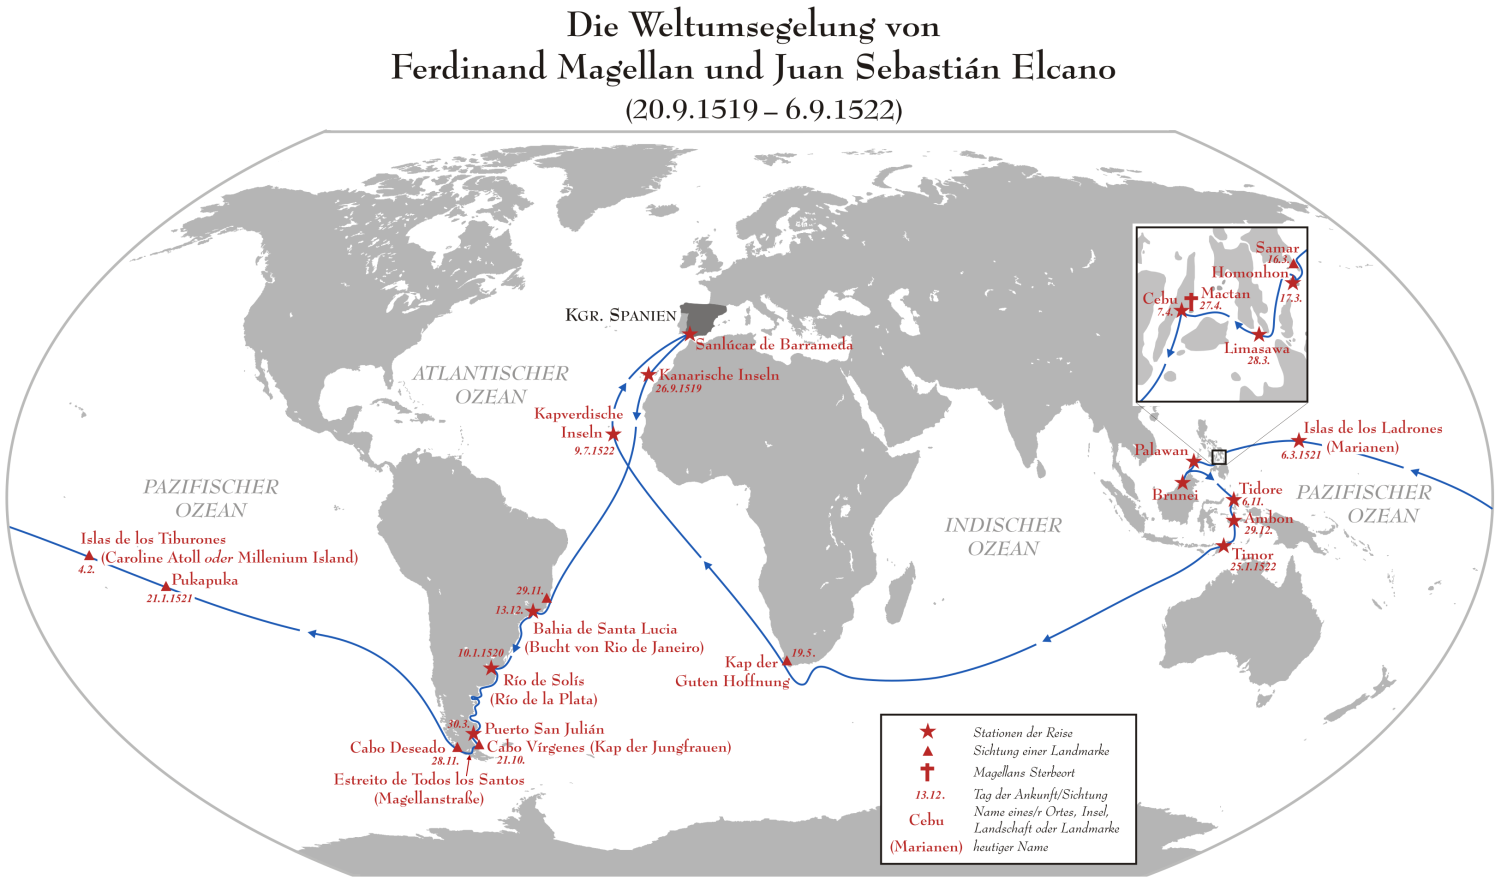 Die Weltumsegelung von
Ferdinand Magellan und Juan Sebastián Elcano
(20.9.1519 – 6.9.1522)
Kgr. Spanien
Sanlúcar de Barrameda
Kanarische Inseln
26.9.1519
ATLANTISCHER
OZEAN
Kapverdische
Inseln
9.7.1522
Samar
16.3.
Homonhon
17.3.
Cebu
7.4.
Mactan
27.4.
Limasawa
28.3.
Islas de los Ladrones
(Marianen)
6.3.1521
Palawan
Brunei
Tidore
6.11.
Ambon
29.12.
Timor
25.1.1522
PAZIFISCHER
OZEAN
INDISCHER
OZEAN
PAZIFISCHER
OZEAN
Islas de los Tiburones
(Caroline Atoll oder Millenium Island)
4.2.
Pukapuka
21.1.1521
29.11.
13.12.
Bahia de Santa Lucia
(Bucht von Rio de Janeiro)
10.1.1520
Río de Solís
(Río de la Plata)
30.3.
Puerto San Julián
Cabo Vírgenes (Kap der Jungfrauen)
21.10.
Cabo Deseado
28.11.
Estreito de Todos los Santos
(Magellanstraße)
Kap der
Guten Hoffnung
19.5.
Stationen der Reise
Sichtung einer Landmarke
Magellans Sterbeort
13.12. Tag der Ankunft/Sichtung
Cebu Name eines/r Ortes, Insel,
Landschaft oder Landmarke
(Marianen) heutiger Name